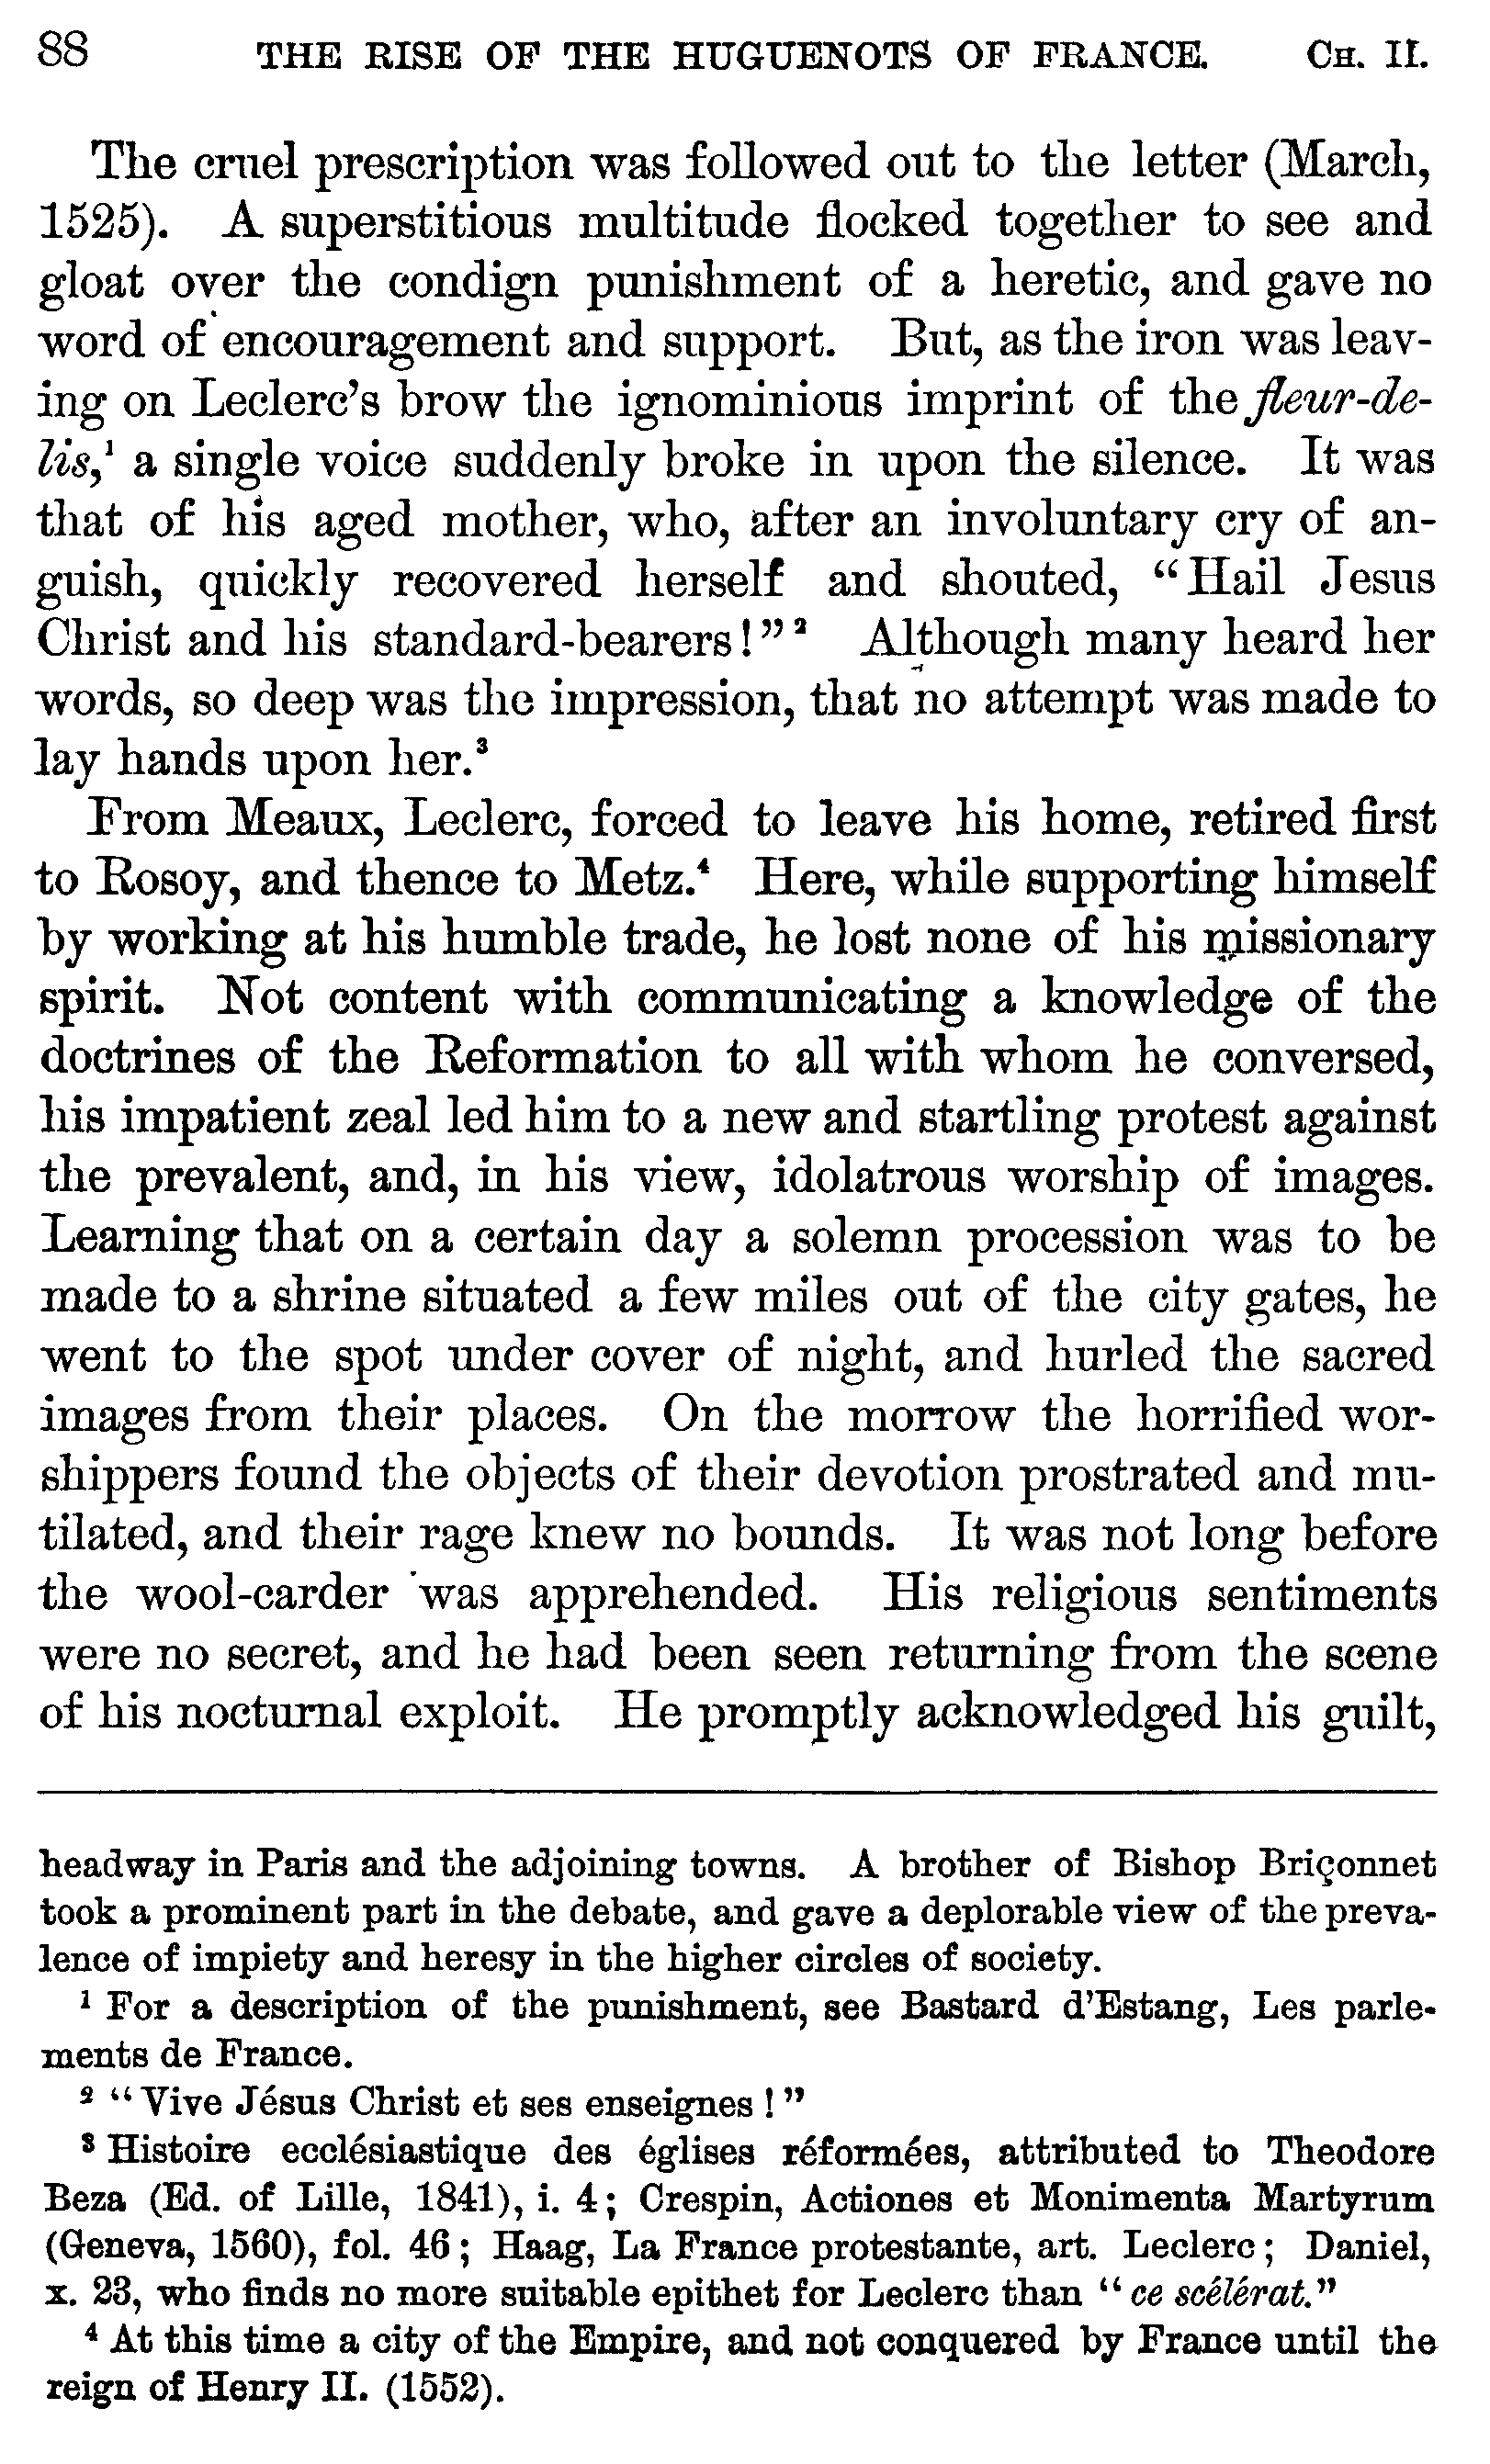 88 THE RISE OF THE HUGUENOTS OF FRANCE. CH. II.
The cruel prescription was followed out to the letter (March,
1525). A superstitious multitude flocked together to see and
gloat over the condign punishment of a heretic, and gave no
word of encouragement and support. But, as the iron was leav-
ing on Leclerc's brow the ignominious imprint of the fleur-de-
lis,¹ a single voice suddenly broke in upon the silence. It was
that of his aged mother, who, after an involuntary cry of an-
guish, quickly recovered herself and shouted, “Hail Jesus
Christ and his standard-bearers!”² Although many heard her
words, so deep was the impression, that no attempt was made to
lay hands upon her.³
From Meaux, Leclerc, forced to leave his home, retired first
to Rosoy, and thence to Metz.⁴ Here, while supporting himself
by working at his humble trade, he lost none of his missionary
spirit. Not content with communicating a knowledge of the
doctrines of the Reformation to all with whom he conversed,
his impatient zeal led him to a new and startling protest against
the prevalent, and, in his view, idolatrous worship of images.
Learning that on a certain day a solemn procession was to be
made to a shrine situated a few miles out of the city gates, he
went to the spot under cover of night, and hurled the sacred
images from their places. On the morrow the horrified wor-
shippers found the objects of their devotion prostrated and mu-
tilated, and their rage knew no bounds. It was not long before
the wool-carder was apprehended. His religious sentiments
were no secret, and he had been seen returning from the scene
of his nocturnal exploit. He promptly acknowledged his guilt,
headway in Paris and the adjoining towns. A brother of Bishop Briçonnet
took a prominent part in the debate, and gave a deplorable view of the preva-
lence of impiety and heresy in the higher circles of society.
¹ For a description of the punishment, see Bastard d'Estang, Les parle-
ments de France.
² “Vive Jésus Christ et ses enseignes!”
³ Histoire ecclésiastique des églises réformées, attributed to Theodore
Beza (Ed. of Lille, 1841), i. 4; Crespin, Actiones et Monimenta Martyrum
(Geneva, 1560), fol. 46; Haag, La France protestante, art. Leclerc; Daniel,
x. 23, who finds no more suitable epithet for Leclerc than “ce scélérat.”
⁴ At this time a city of the Empire, and not conquered by France until the
reign of Henry II. (1552).